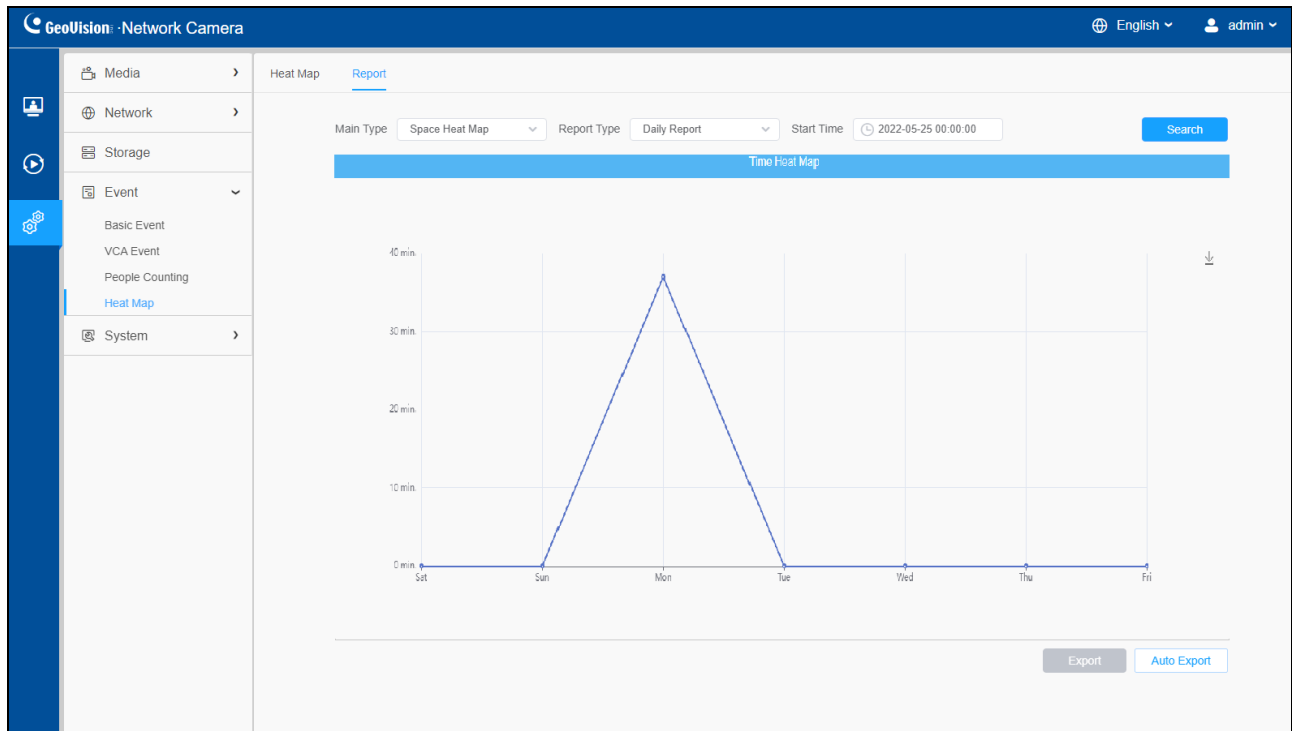 GeoVision · Network Camera
English
admin
Media
Network
Storage
Event
Basic Event
VCA Event
People Counting
Heat Map
System
Heat Map Report
Main Type Space Heat Map Report Type Daily Report Start Time 2022-05-25 00:00:00 Search
Time Heat Map
40 min.
30 min.
20 min.
10 min.
0 min.
Sat Sun Mon Tue Wed Thu Fri
Export Auto Export